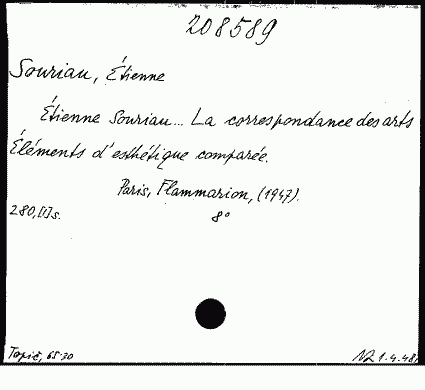 208589
Souriau, Étienne
Étienne Souriau... La correspondance des arts
Éléments d'esthétique comparée.
Paris, Flammarion, (1947).
280,[I]s. 8°
Topič, 65·30 1.4.48.